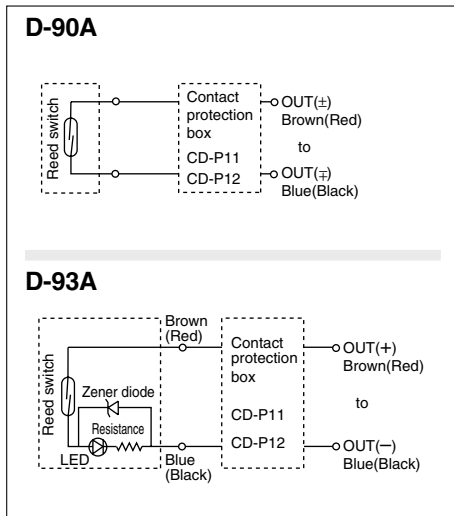 D-90A
Reed switch
Contact
protection
box
CD-P11
CD-P12
OUT(±)
Brown(Red)
to
OUT(∓)
Blue(Black)
D-93A
Reed switch
Brown
(Red)
Zener diode
Resistance
LED
Blue
(Black)
Contact
protection
box
CD-P11
CD-P12
OUT(+)
Brown(Red)
to
OUT(−)
Blue(Black)